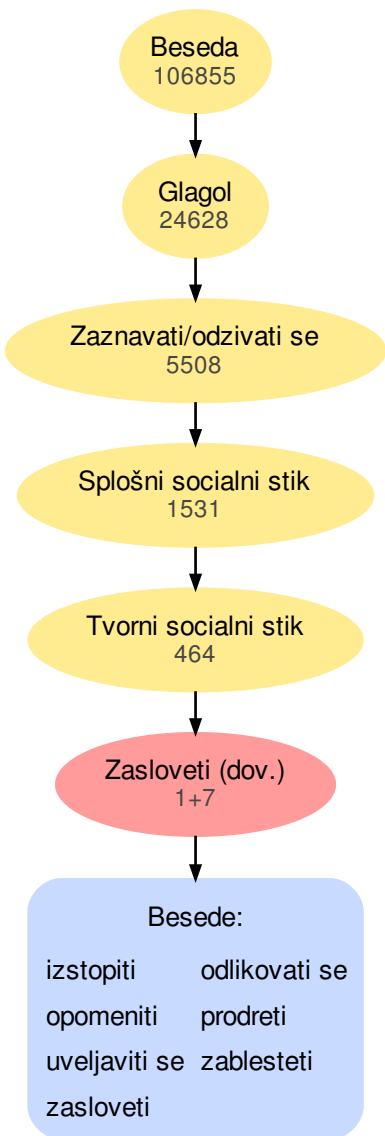 Beseda
106855
Glagol
24628
Zaznavati/odzivati se
5508
Splošni socialni stik
1531
Tvorni socialni stik
464
Zasloveti (dov.)
1+7
Besede:
izstopiti odlikovati se
opomeniti prodreti
uveljaviti se zablesteti
zasloveti